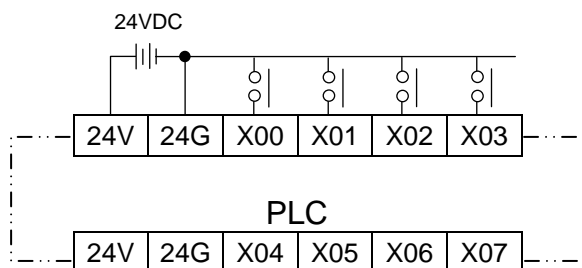 24VDC
24V 24G X00 X01 X02 X03
PLC
24V 24G X04 X05 X06 X07